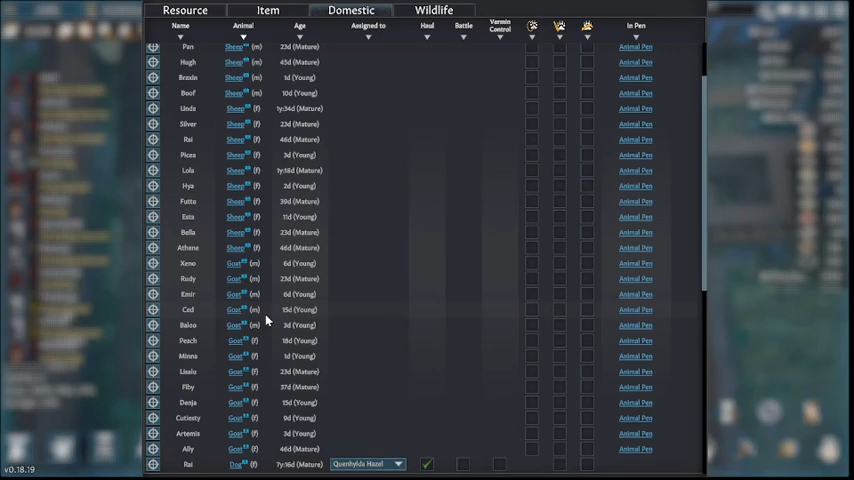 Resource Item Domestic Wildlife
Name Animal Age Assigned to Haul Battle Vermin Control In Pen
Pan Sheep (m) 23d (Mature) Animal Pen
Hugh Sheep (m) 45d (Mature) Animal Pen
Braxin Sheep (m) 1d (Young) Animal Pen
Boof Sheep (m) 10d (Young) Animal Pen
Unda Sheep (f) 1y:34d (Mature) Animal Pen
Silver Sheep (f) 23d (Mature) Animal Pen
Rai Sheep (f) 46d (Mature) Animal Pen
Picea Sheep (f) 3d (Young) Animal Pen
Lola Sheep (f) 1y:18d (Mature) Animal Pen
Hya Sheep (f) 2d (Young) Animal Pen
Futte Sheep (f) 39d (Mature) Animal Pen
Esta Sheep (f) 11d (Young) Animal Pen
Bella Sheep (f) 23d (Mature) Animal Pen
Athene Sheep (f) 46d (Mature) Animal Pen
Xeno Goat (m) 6d (Young) Animal Pen
Rudy Goat (m) 23d (Mature) Animal Pen
Emir Goat (m) 6d (Young) Animal Pen
Ced Goat (m) 15d (Young) Animal Pen
Baleo Goat (m) 3d (Young) Animal Pen
Peach Goat (f) 18d (Young) Animal Pen
Minna Goat (f) 1d (Young) Animal Pen
Lisalu Goat (f) 23d (Mature) Animal Pen
Fiby Goat (f) 37d (Mature) Animal Pen
Denja Goat (f) 15d (Young) Animal Pen
Cutiesty Goat (f) 9d (Young) Animal Pen
Artemis Goat (f) 3d (Young) Animal Pen
Ally Goat (f) 46d (Mature) Animal Pen
Rai Dog (f) 7y:16d (Mature) Quenhylda Hazel
v0.18.19